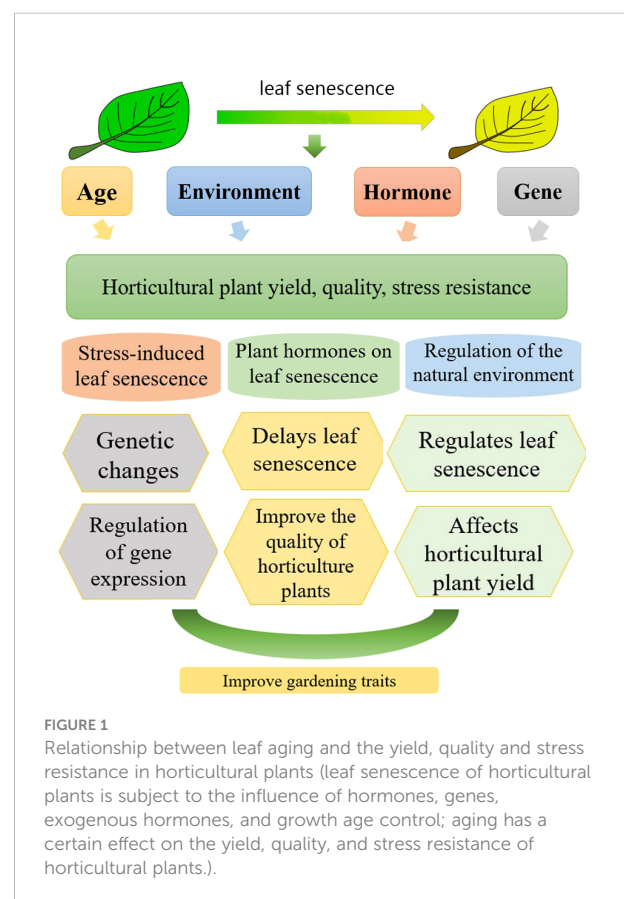 leaf senescence
Age
Environment
Hormone
Gene
Horticultural plant yield, quality, stress resistance
Stress-induced
leaf senescence
Plant hormones on
leaf senescence
Regulation of the
natural environment
Genetic
changes
Delays leaf
senescence
Regulates leaf
senescence
Regulation
of gene
expression
Improve the
quality of
horticulture
plants
Affects
horticultural
plant yield
Improve gardening traits
FIGURE 1
Relationship between leaf aging and the yield, quality and stress
resistance in horticultural plants (leaf senescence of horticultural
plants is subject to the influence of hormones, genes,
exogenous hormones, and growth age control; aging has a
certain effect on the yield, quality, and stress resistance of
horticultural plants.).